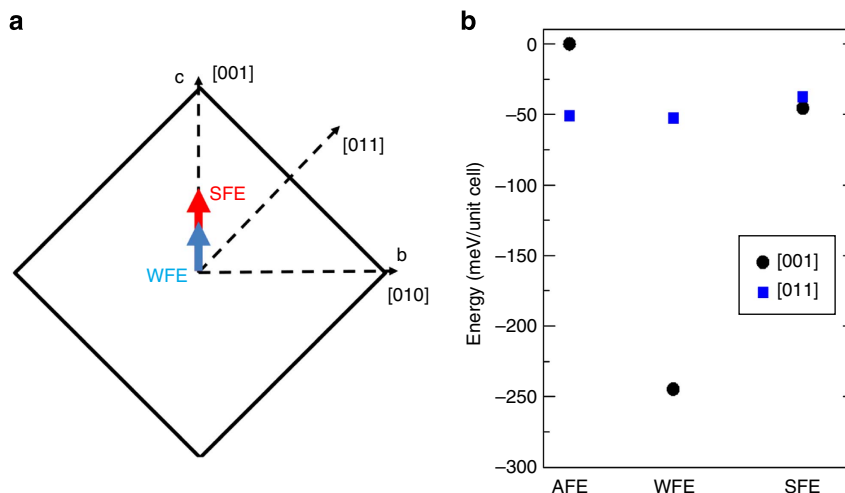 a
c
[001]
[011]
SFE
WFE
b
[010]
b
Energy (meV/unit cell)
0
−50
−100
−150
−200
−250
−300
[001]
[011]
AFE WFE SFE